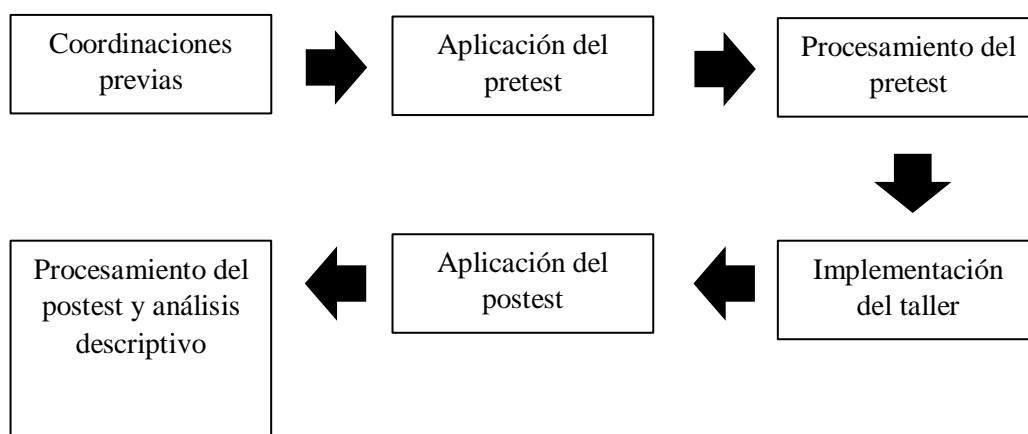 Coordinaciones
previas
Aplicación del
pretest
Procesamiento del
pretest
Implementación
del taller
Aplicación del
postest
Procesamiento del
postest y análisis
descriptivo